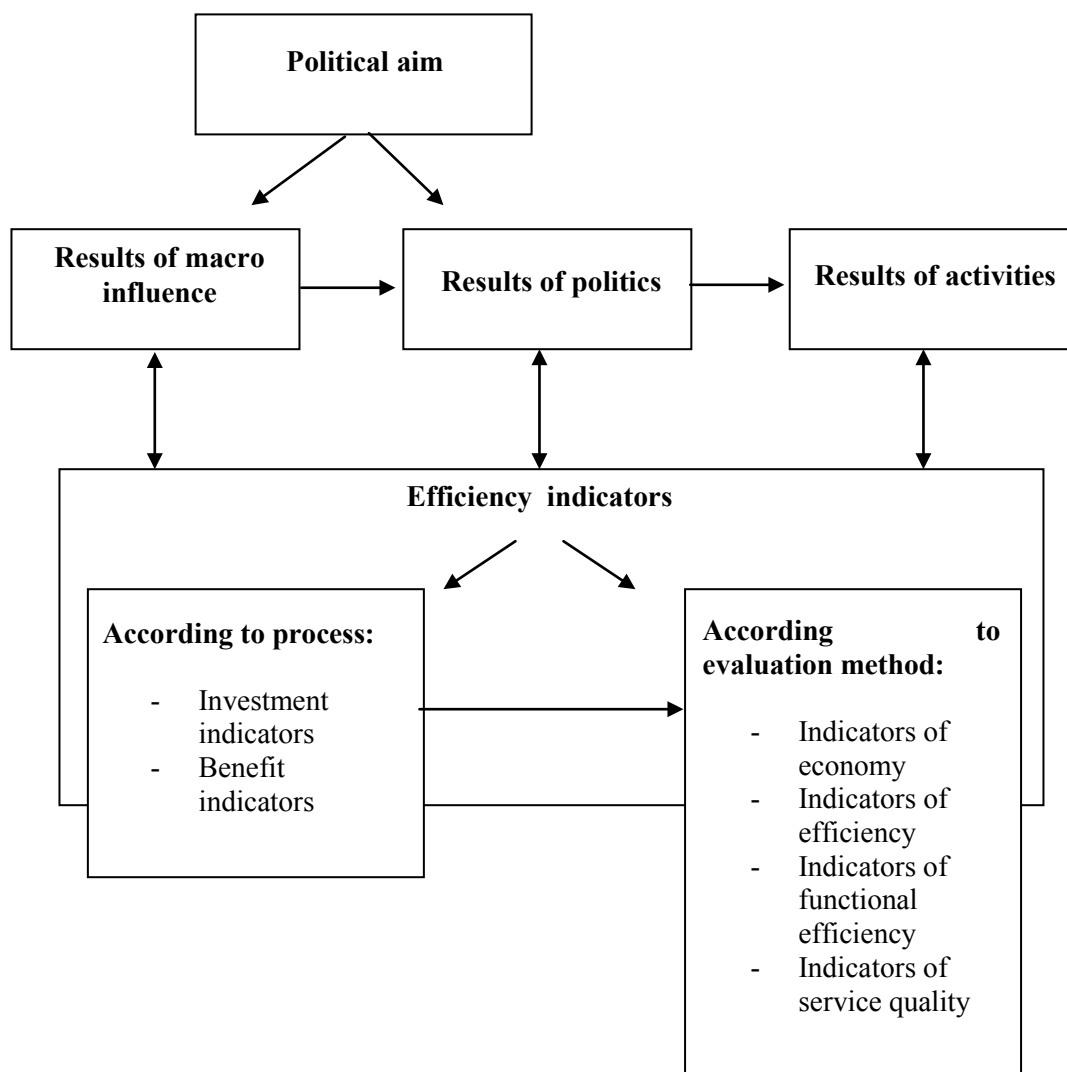 Political aim
Results of macro
influence
Results of politics
Results of activities
Efficiency indicators
According to process:
- Investment
indicators
- Benefit
indicators
According to
evaluation method:
- Indicators of
economy
- Indicators of
efficiency
- Indicators of
functional
efficiency
- Indicators of
service quality